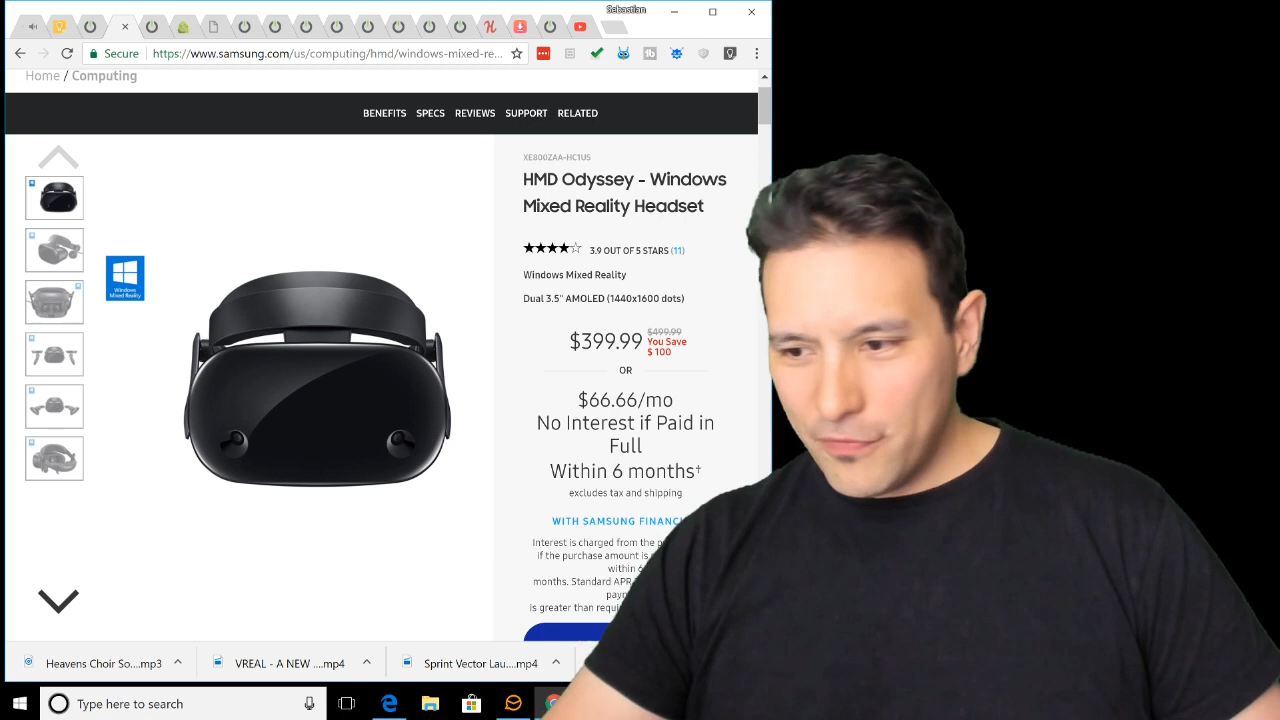 Sebastian
Secure
https://www.samsung.com/us/computing/hmd/windows-mixed-re...
Home / Computing
BENEFITS SPECS REVIEWS SUPPORT RELATED
XE800ZAA-HC1US
HMD Odyssey - Windows
Mixed Reality Headset
3.9 OUT OF 5 STARS (11)
Windows
Mixed Reality
Windows Mixed Reality
Dual 3.5" AMOLED (1440x1600 dots)
$399.99 $499.99
You Save
$ 100
OR
$66.66/mo
No Interest if Paid in
Full
Within 6 months†
excludes tax and shipping
WITH SAMSUNG
Interest is charged from the
if the purchase amount is
within
months. Standard APR
is greater than
Heavens Choir So....mp3
VREAL - A NEW ....mp4
Sprint Vector Lau....mp4
Type here to search